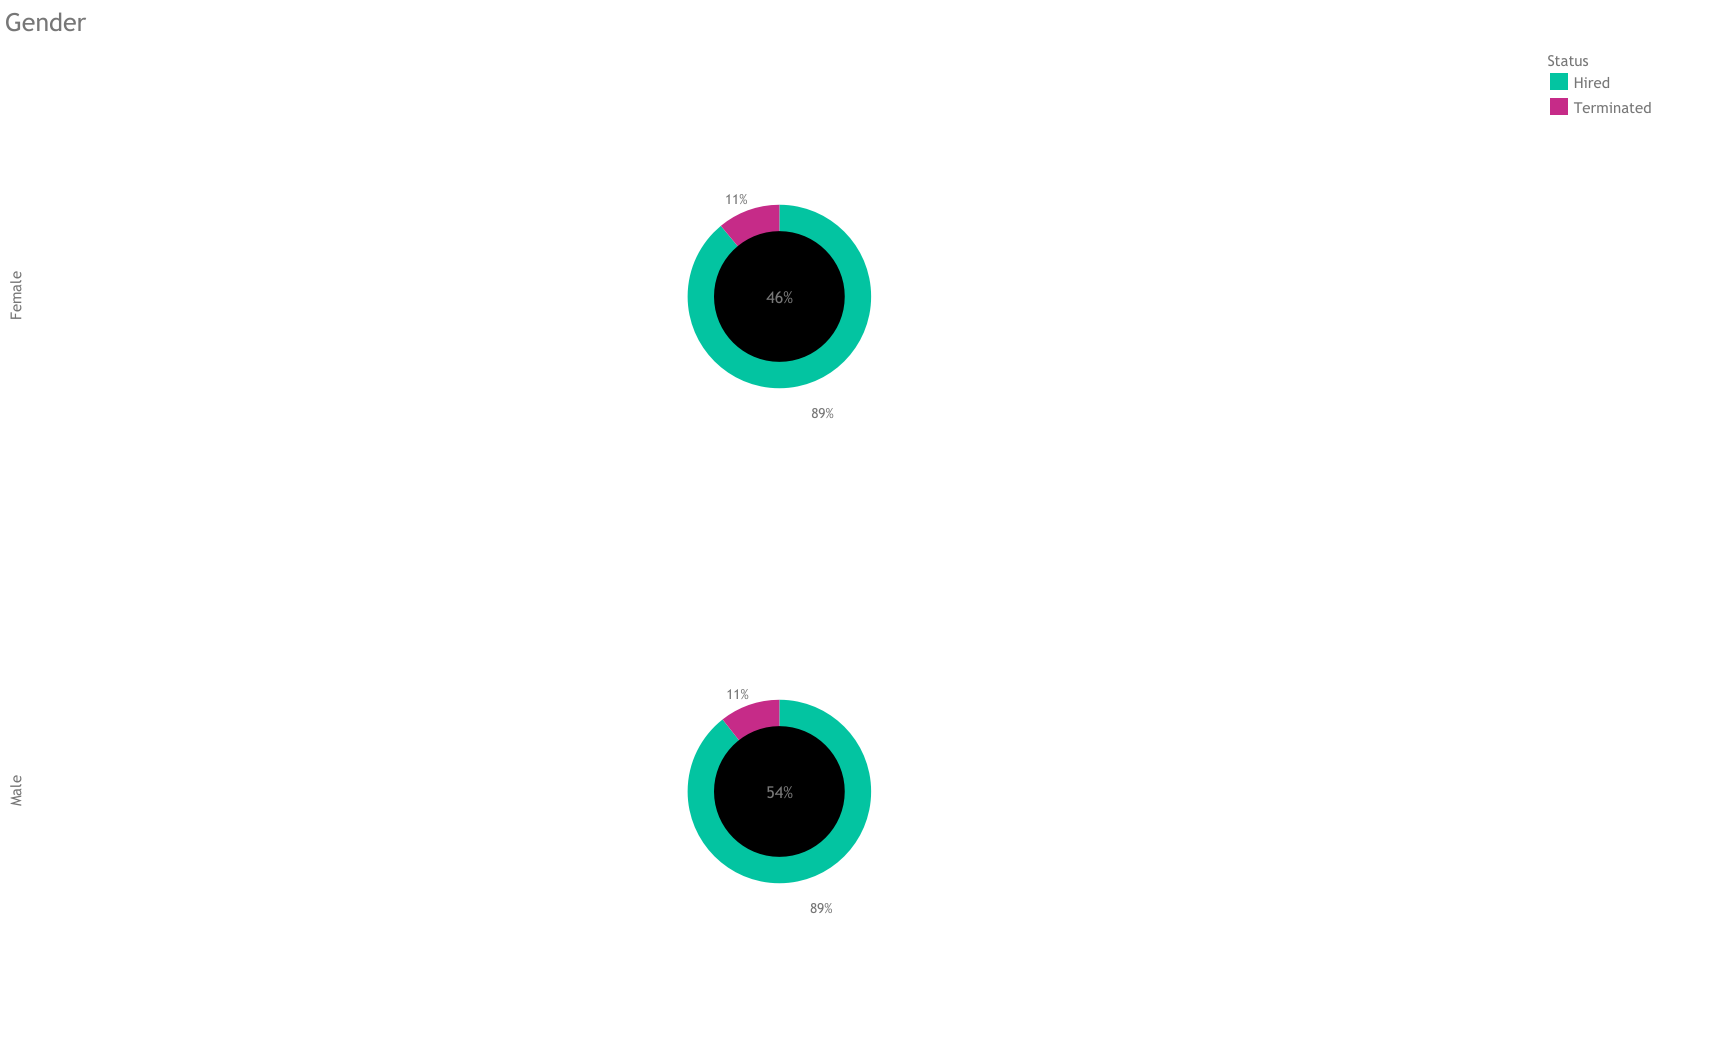 Gender
Status
Hired
Terminated
Female
11%
46%
89%
Male
11%
54%
89%